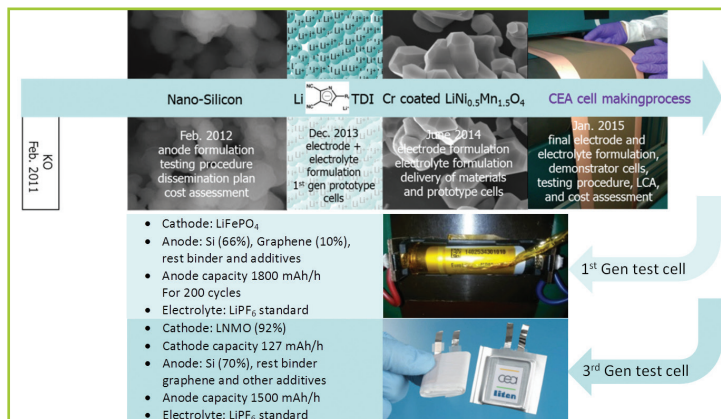 Nano-Silicon
Li
NC
NC
N
N
Li⁺
TDI
Cr coated LiNi0.5Mn1.5O4
CEA cell makingprocess
KO
Feb. 2011
Feb. 2012
anode formulation
testing procedure
dissemination plan
cost assessment
Dec. 2013
electrode +
electrolyte formulation
1st gen prototype
cells
June 2014
electrode formulation
electrolyte formulation
delivery of materials
and prototype cells
Jan. 2015
final electrode and
electrolyte formulation,
demonstrator cells,
testing procedure, LCA,
and cost assessment
• Cathode: LiFePO4
• Anode: Si (66%), Graphene (10%),
rest binder and additives
• Anode capacity 1800 mAh/h
For 200 cycles
• Electrolyte: LiPF6 standard
1st Gen test cell
• Cathode: LNMO (92%)
• Cathode capacity 127 mAh/h
• Anode: Si (70%), rest binder
graphene and other additives
• Anode capacity 1500 mAh/h
• Electrolyte: LiPF6 standard
cea
3rd Gen test cell